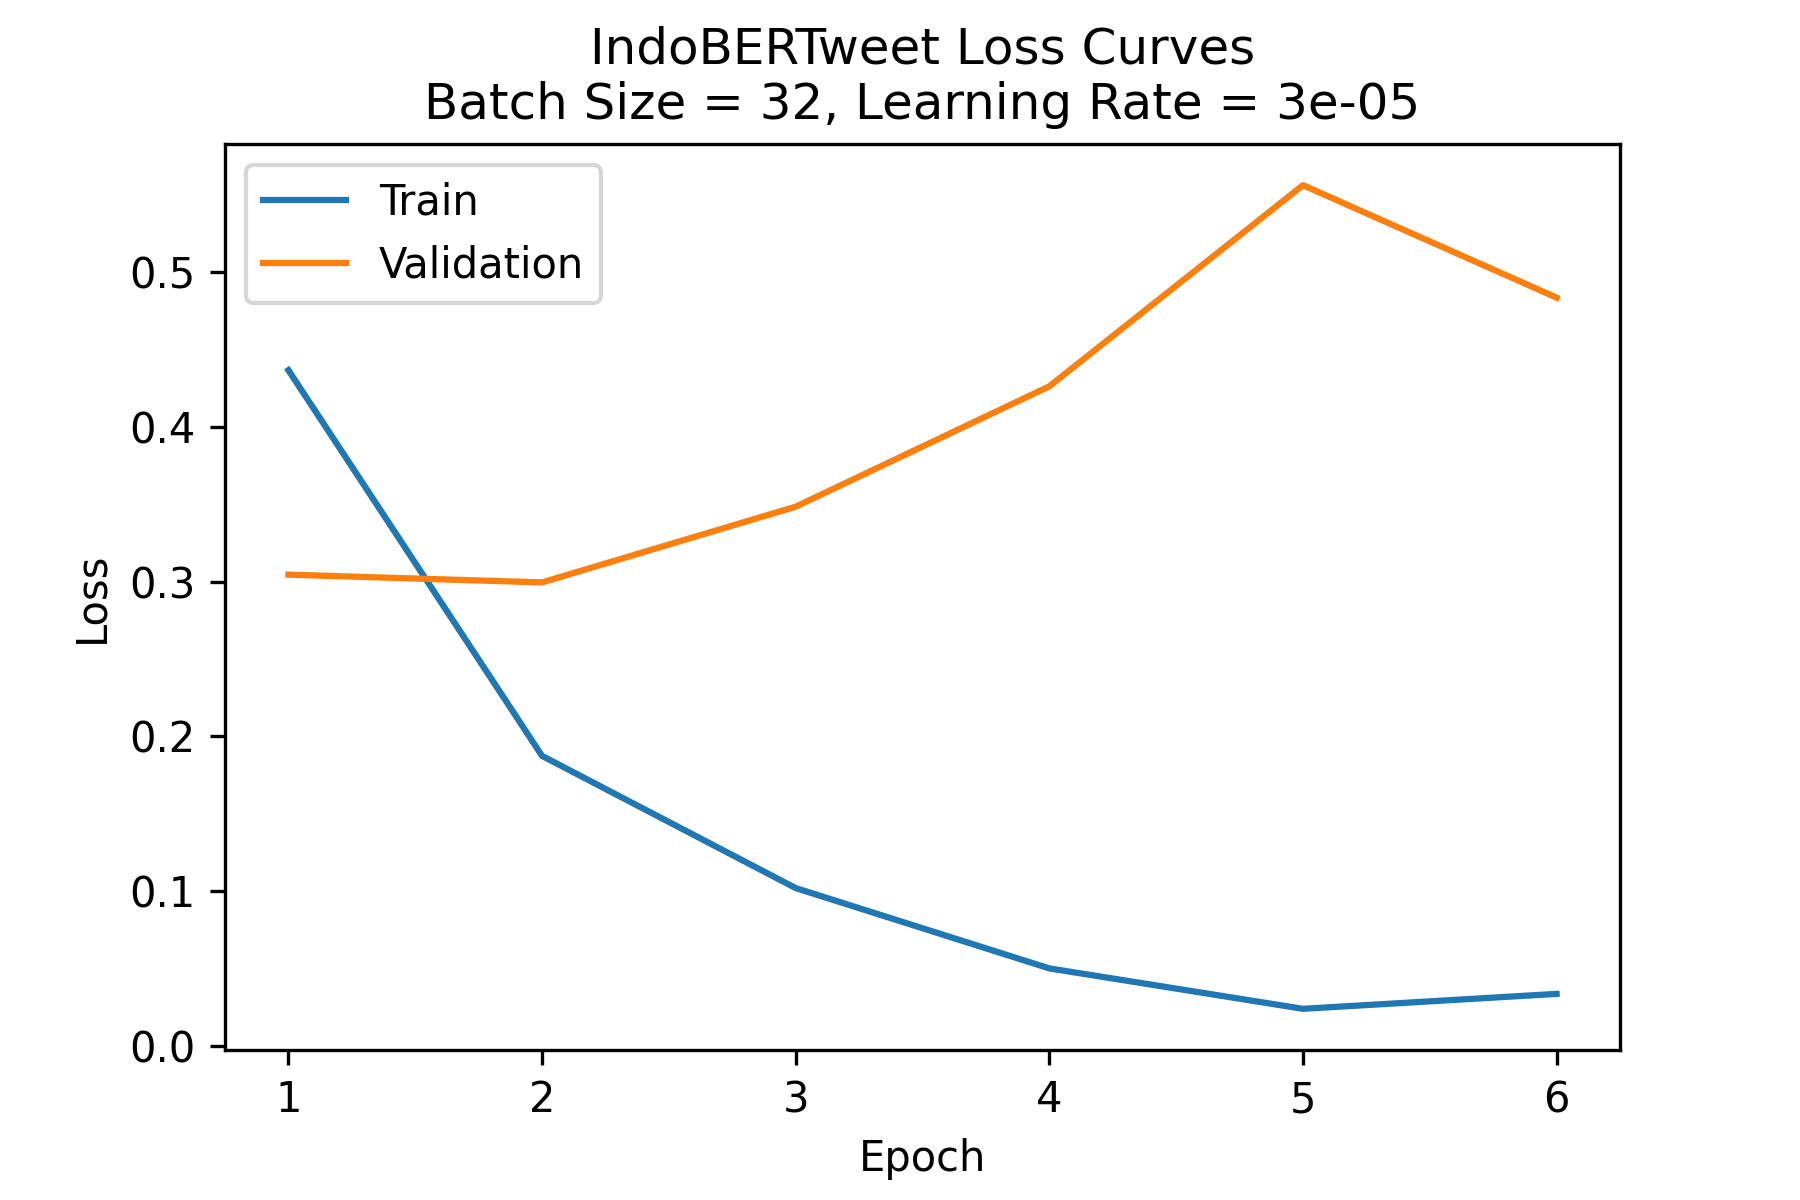 IndoBERTweet Loss Curves
Batch Size = 32, Learning Rate = 3e-05
Train
Validation
0.5
0.4
0.3
0.2
0.1
0.0
Loss
1 2 3 4 5 6
Epoch